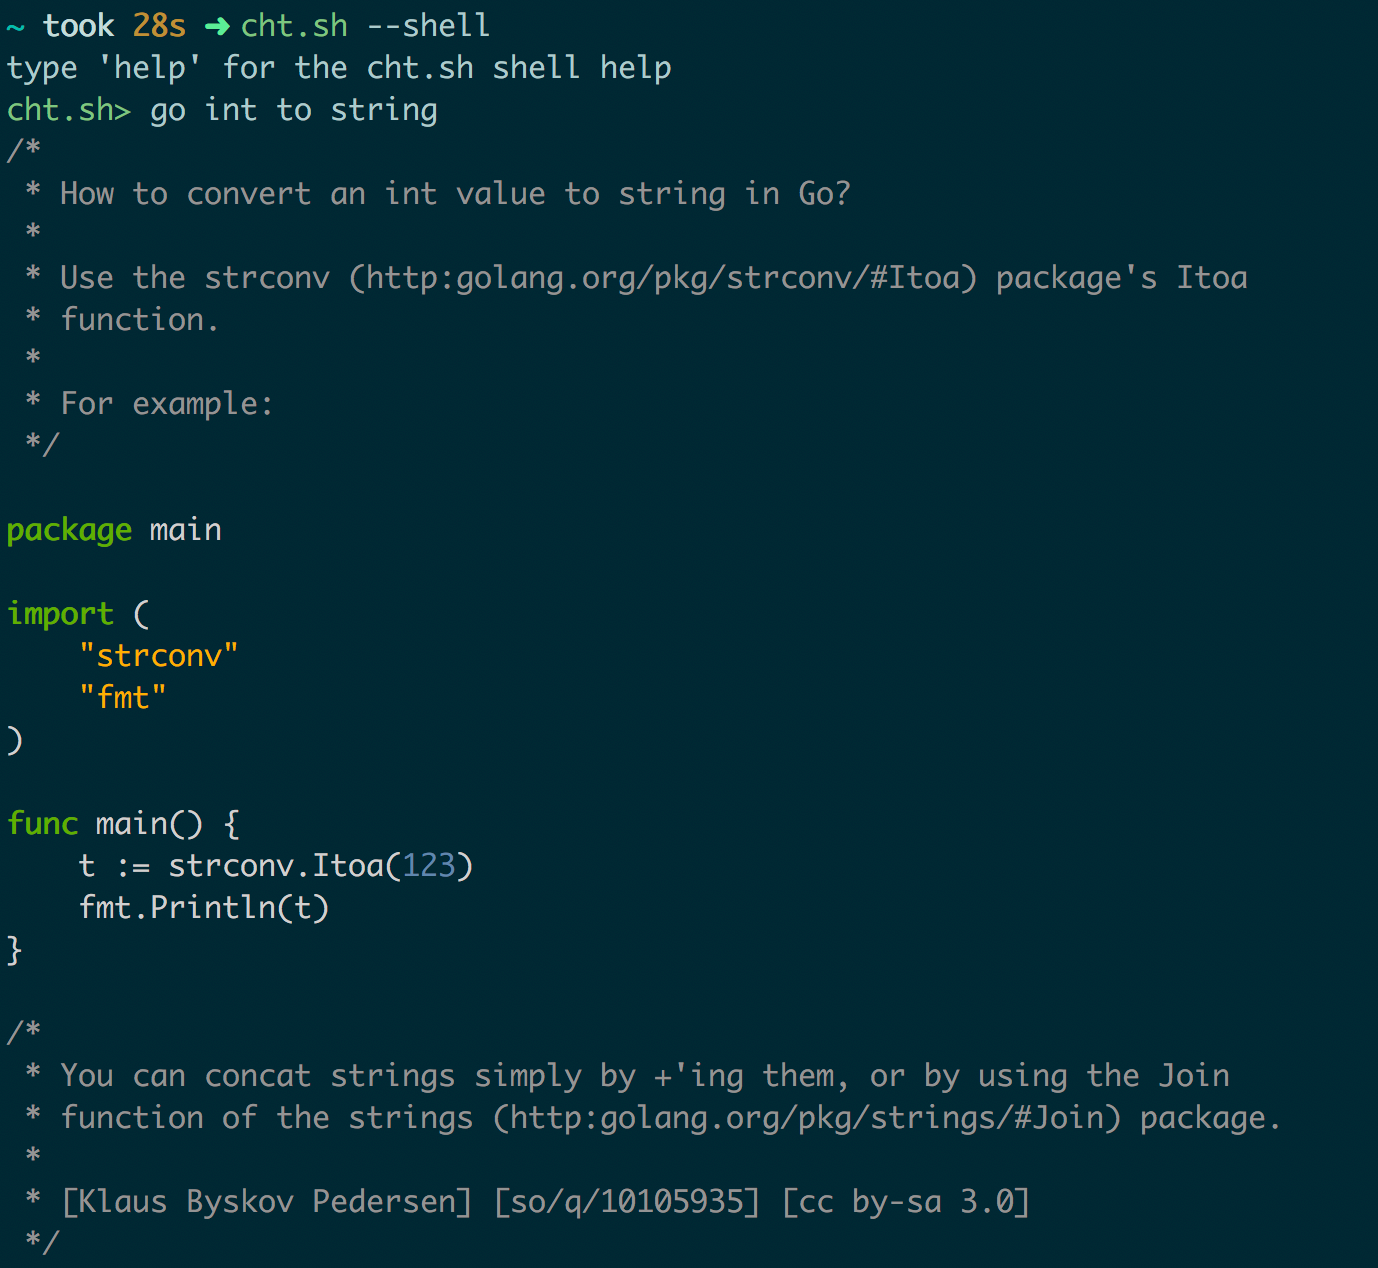 ~ took 28s ➜ cht.sh --shell
type 'help' for the cht.sh shell help
cht.sh> go int to string
/*
 * How to convert an int value to string in Go?
 *
 * Use the strconv (http:golang.org/pkg/strconv/#Itoa) package's Itoa
 * function.
 *
 * For example:
 */

package main

import (
    "strconv"
    "fmt"
)

func main() {
    t := strconv.Itoa(123)
    fmt.Println(t)
}

/*
 * You can concat strings simply by +'ing them, or by using the Join
 * function of the strings (http:golang.org/pkg/strings/#Join) package.
 *
 * [Klaus Byskov Pedersen] [so/q/10105935] [cc by-sa 3.0]
 */